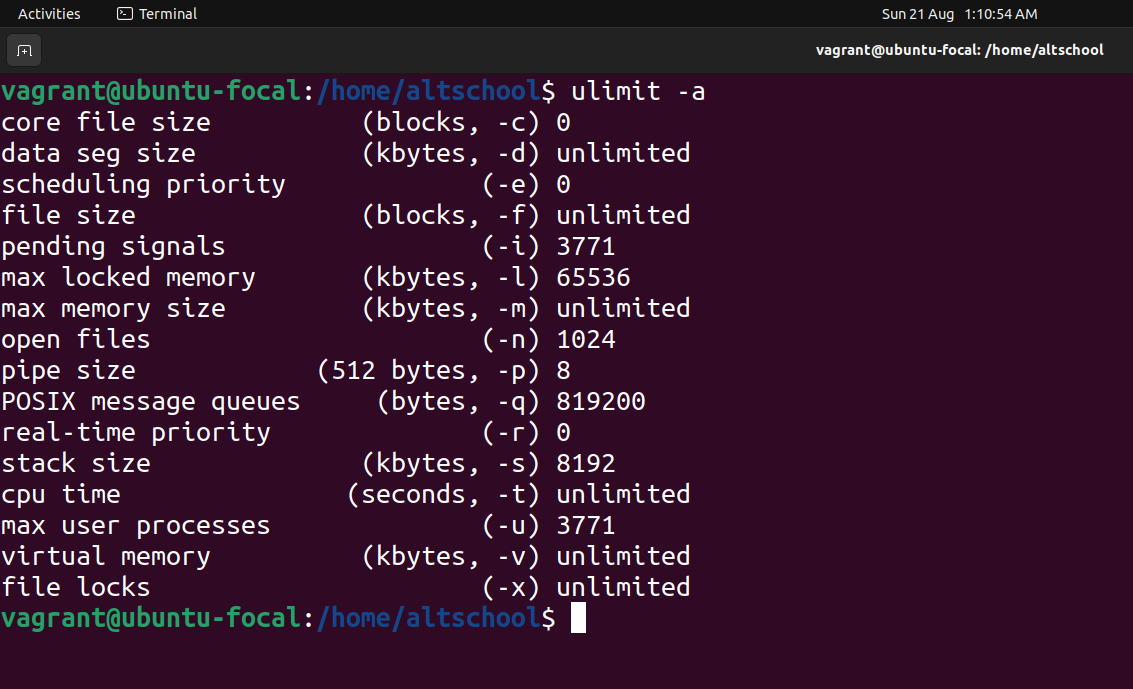 Activities Terminal Sun 21 Aug 1:10:54 AM
vagrant@ubuntu-focal: /home/altschool
vagrant@ubuntu-focal:/home/altschool$ ulimit -a
core file size          (blocks, -c) 0
data seg size           (kbytes, -d) unlimited
scheduling priority             (-e) 0
file size               (blocks, -f) unlimited
pending signals                 (-i) 3771
max locked memory       (kbytes, -l) 65536
max memory size         (kbytes, -m) unlimited
open files                      (-n) 1024
pipe size            (512 bytes, -p) 8
POSIX message queues     (bytes, -q) 819200
real-time priority              (-r) 0
stack size              (kbytes, -s) 8192
cpu time               (seconds, -t) unlimited
max user processes              (-u) 3771
virtual memory          (kbytes, -v) unlimited
file locks                      (-x) unlimited
vagrant@ubuntu-focal:/home/altschool$